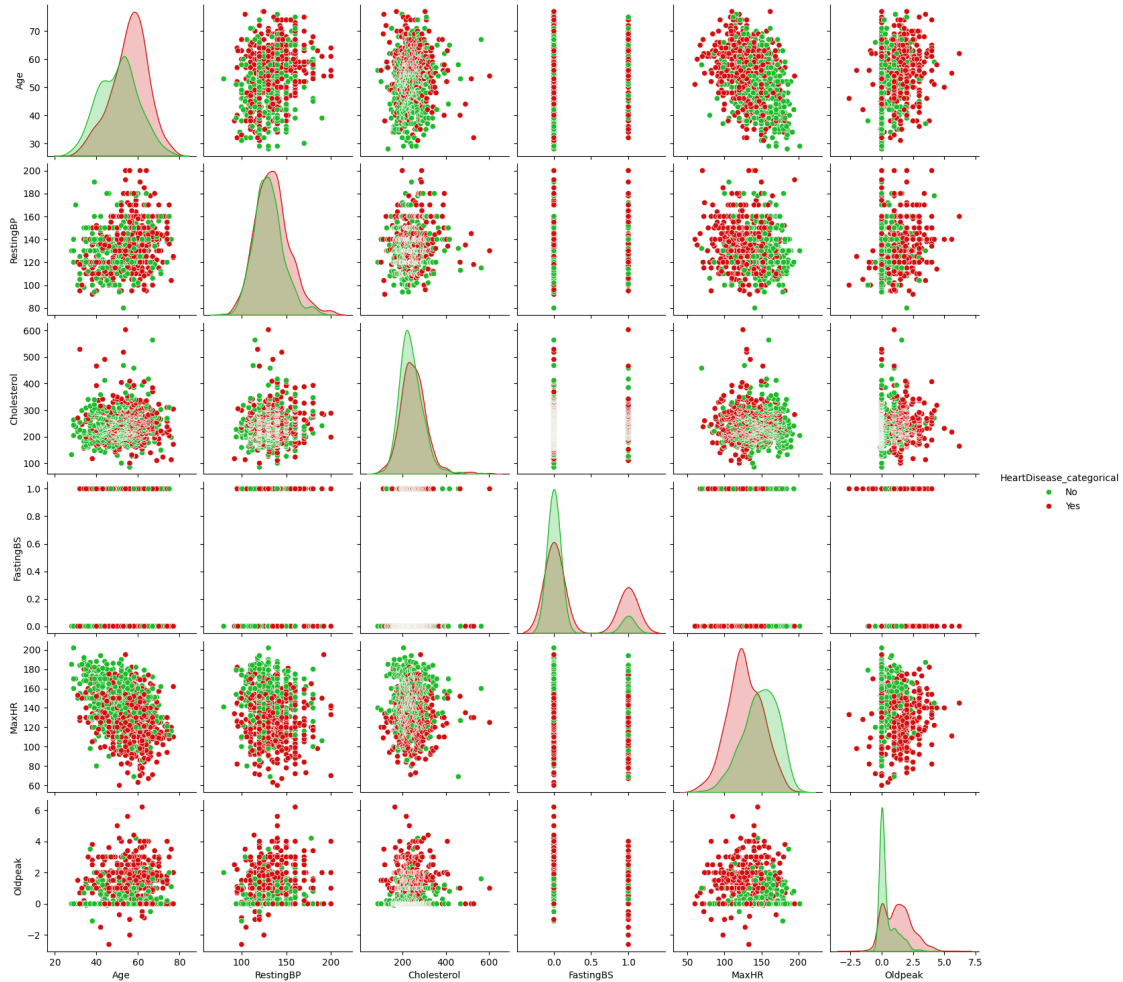 70
60
50
40
30
Age
200
180
160
140
120
100
80
RestingBP
600
500
400
300
200
100
Cholesterol
1.0
0.8
0.6
0.4
0.2
0.0
FastingBS
HeartDisease_categorical
No
Yes
200
180
160
140
120
100
80
60
MaxHR
6
4
2
0
−2
Oldpeak
20 40 60 80
100 150 200
200 400 600
0.0 0.5 1.0
50 100 150 200
−2.5 0.0 2.5 5.0 7.5
Age RestingBP Cholesterol FastingBS MaxHR Oldpeak